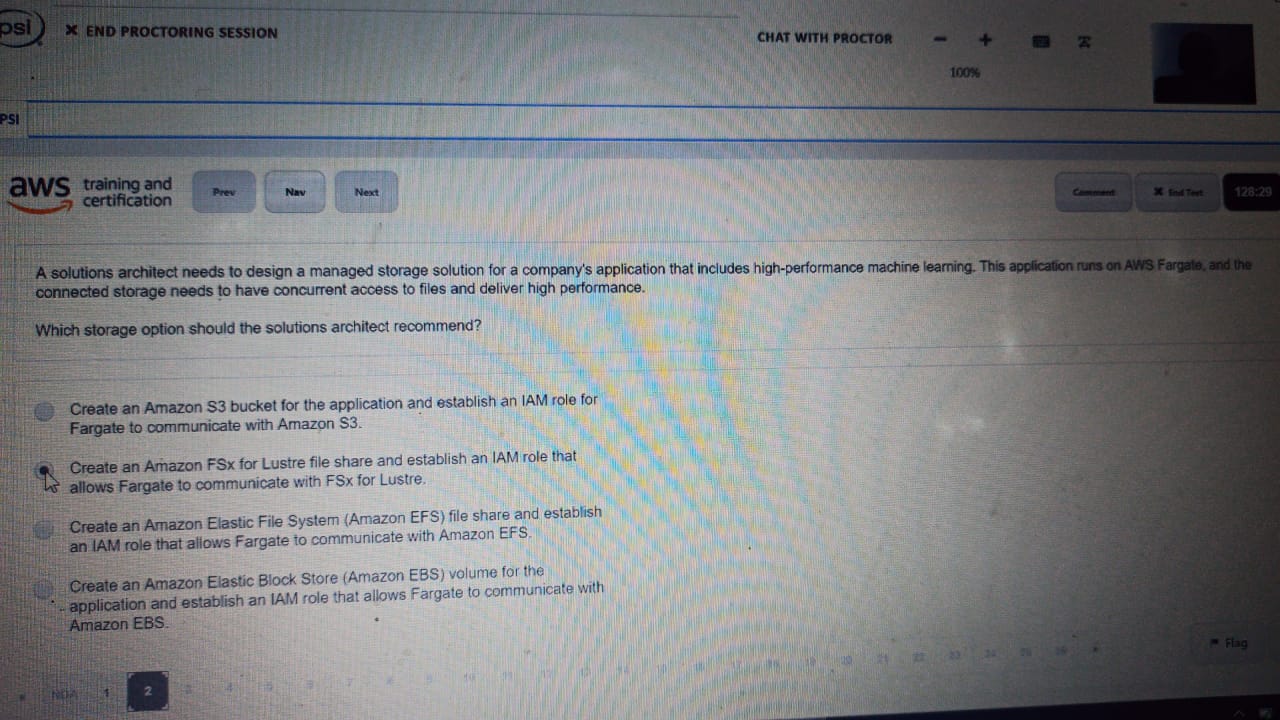 psi
× END PROCTORING SESSION
CHAT WITH PROCTOR
100%
PSI
aws training and certification
Prev
Nav
Next
Comment
× End Test
128:29
A solutions architect needs to design a managed storage solution for a company's application that includes high-performance machine learning. This application runs on AWS Fargate, and the
connected storage needs to have concurrent access to files and deliver high performance.
Which storage option should the solutions architect recommend?
Create an Amazon S3 bucket for the application and establish an IAM role for
Fargate to communicate with Amazon S3.
Create an Amazon FSx for Lustre file share and establish an IAM role that
allows Fargate to communicate with FSx for Lustre.
Create an Amazon Elastic File System (Amazon EFS) file share and establish
an IAM role that allows Fargate to communicate with Amazon EFS.
Create an Amazon Elastic Block Store (Amazon EBS) volume for the
application and establish an IAM role that allows Fargate to communicate with
Amazon EBS.
Flag
NDA 1 2